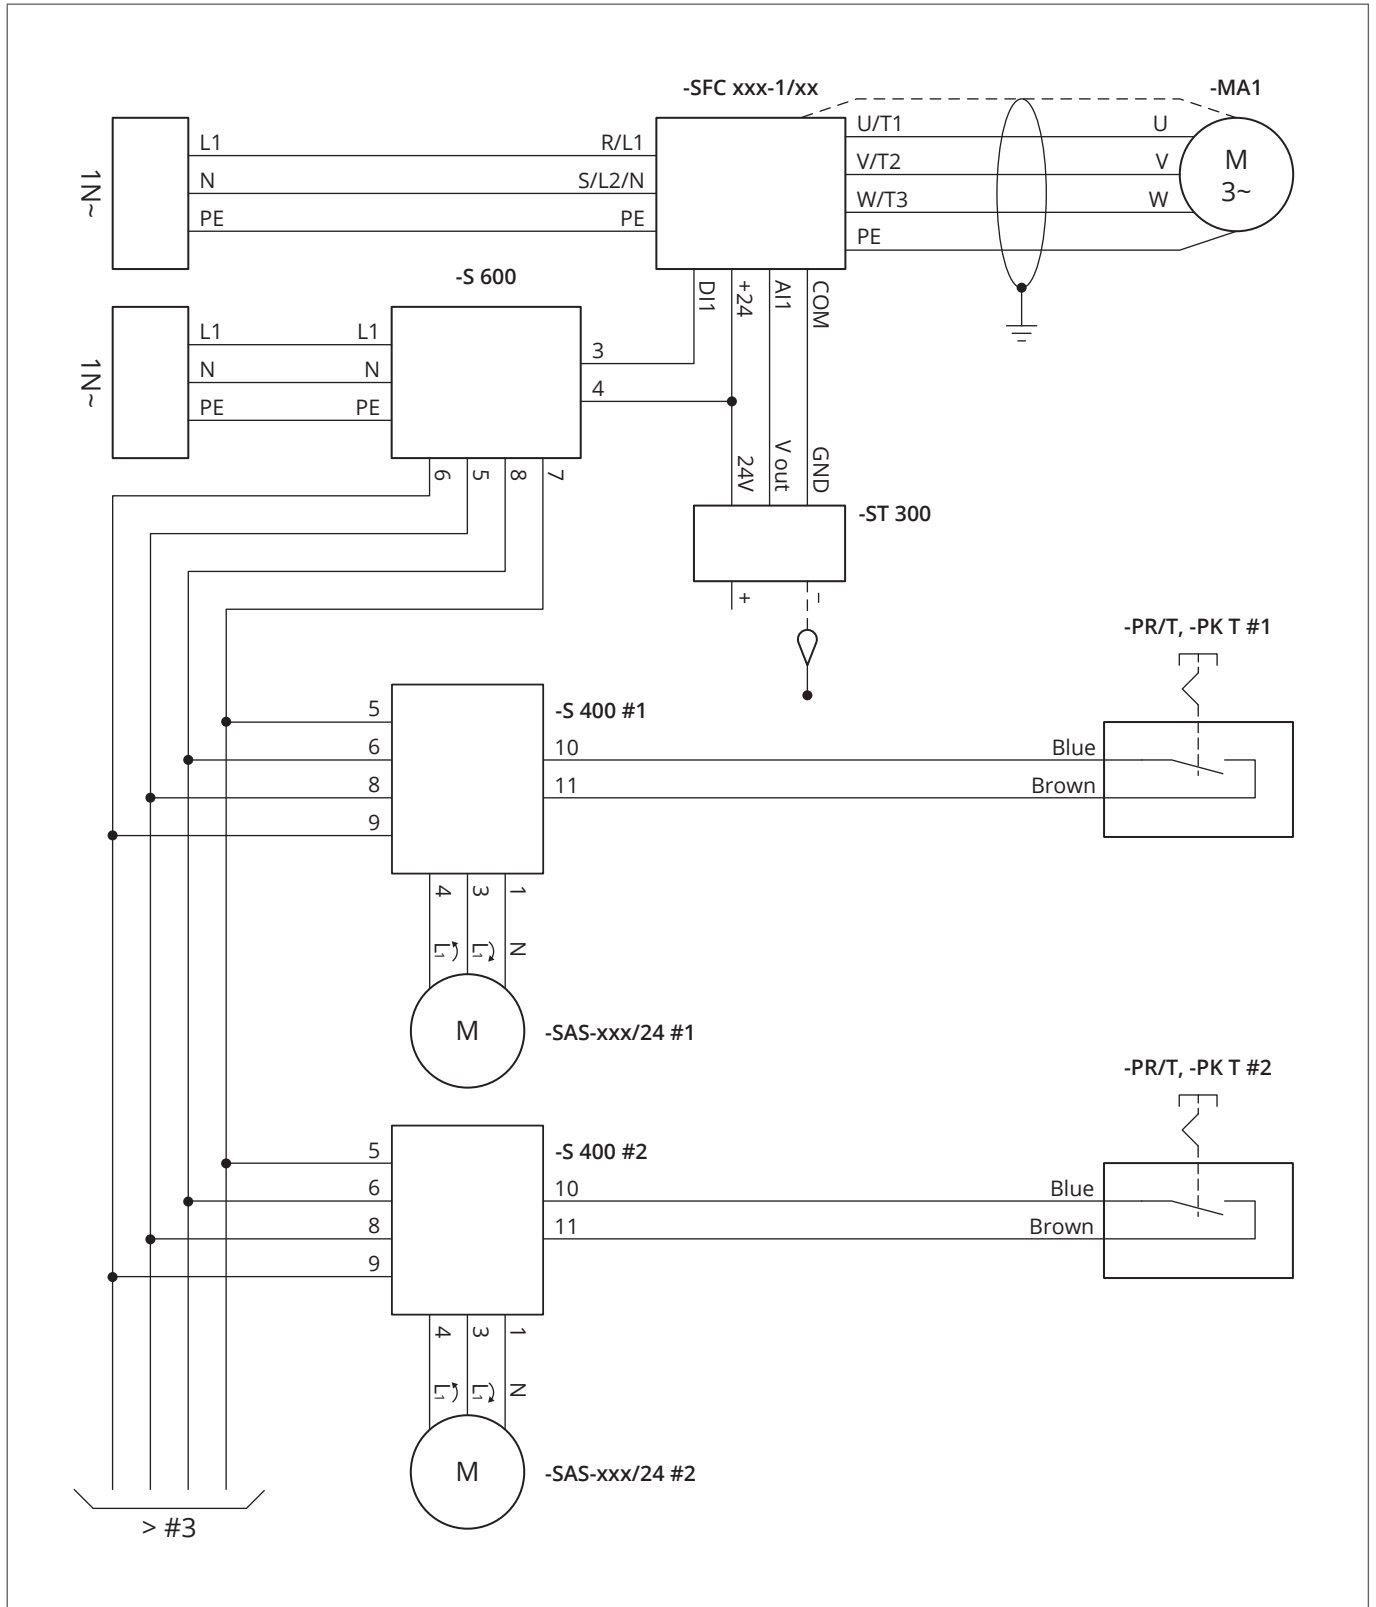 -SFC xxx-1/xx
-MA1
1N~
L1
N
PE
R/L1
S/L2/N
PE
U/T1
V/T2
W/T3
PE
U
V
W
M
3~
-S 600
DI1
+24
AI1
COM
1N~
L1
N
PE
L1
N
PE
3
4
6
5
8
7
24V
V out
GND
-ST 300
+
–
-PR/T, -PK T #1
5
6
8
9
-S 400 #1
10
11
Blue
Brown
4
3
1
L1
L1
N
M
-SAS-xxx/24 #1
-PR/T, -PK T #2
5
6
8
9
-S 400 #2
10
11
Blue
Brown
4
3
1
L1
L1
N
M
-SAS-xxx/24 #2
> #3